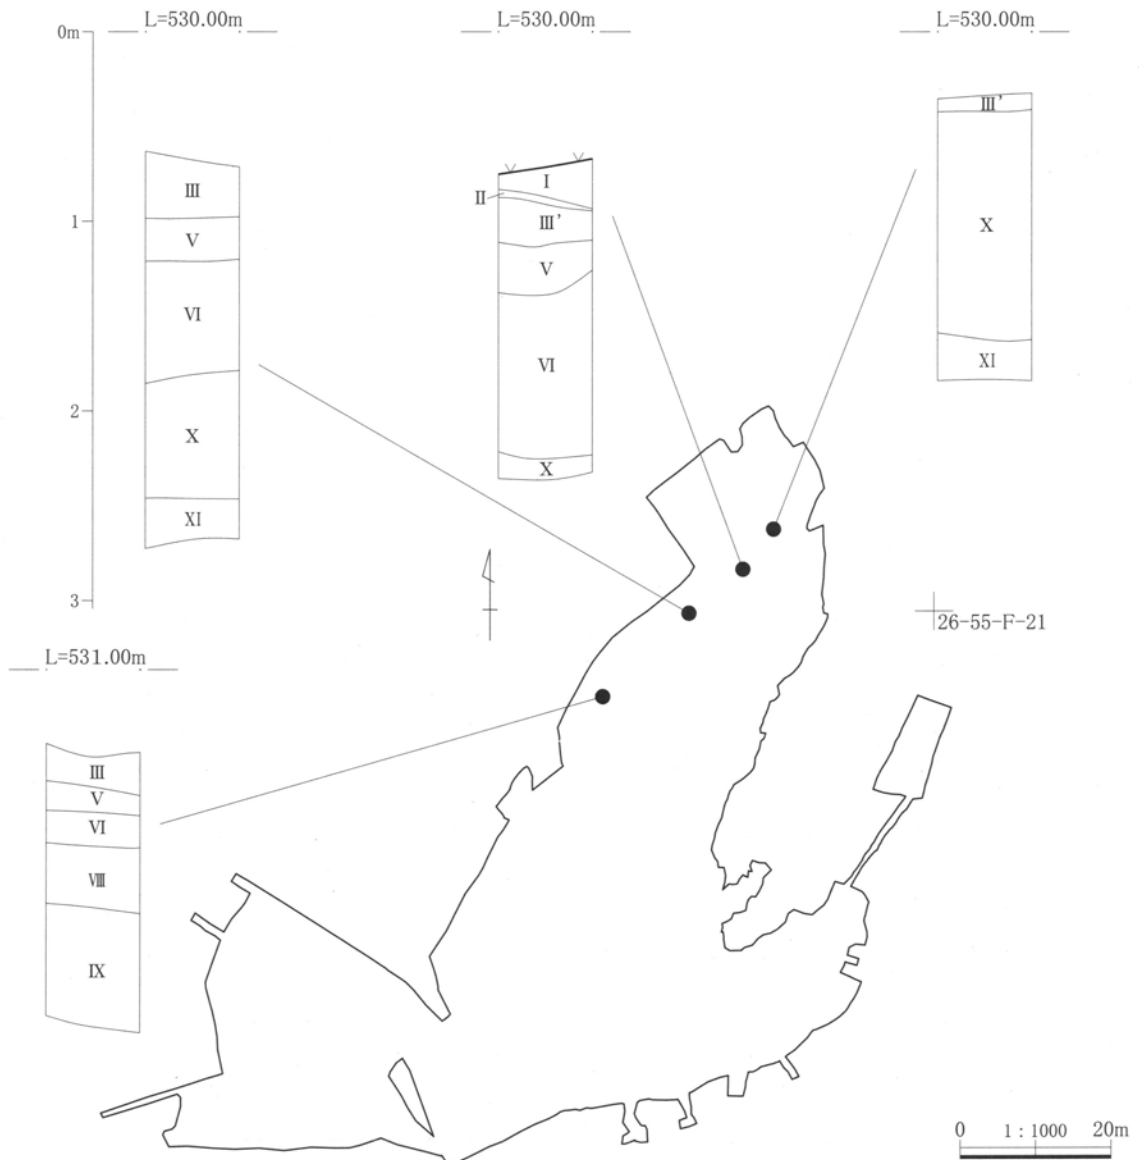 L=530.00m
L=530.00m
L=530.00m
0m
1
2
3
III
V
VI
X
XI
I
II
III'
V
VI
X
III'
X
XI
26-55-F-21
L=531.00m
III
V
VI
VIII
IX
0 1:1000 20m